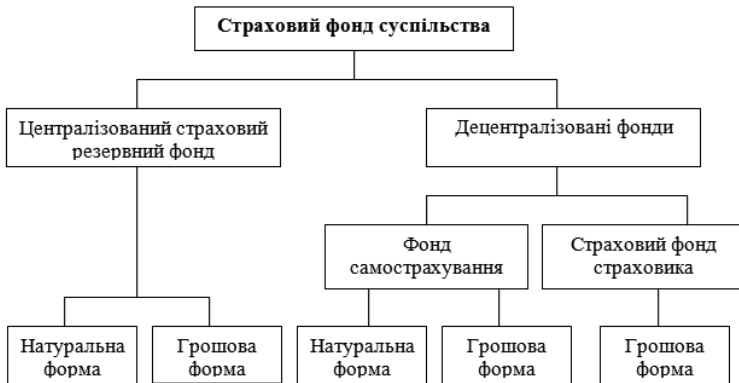 Страховий фонд суспільства
Централізований страховий
резервний фонд
Децентралізовані фонди
Фонд
самострахування
Страховий фонд
страховика
Натуральна
форма
Грошова
форма
Натуральна
форма
Грошова
форма
Грошова
форма